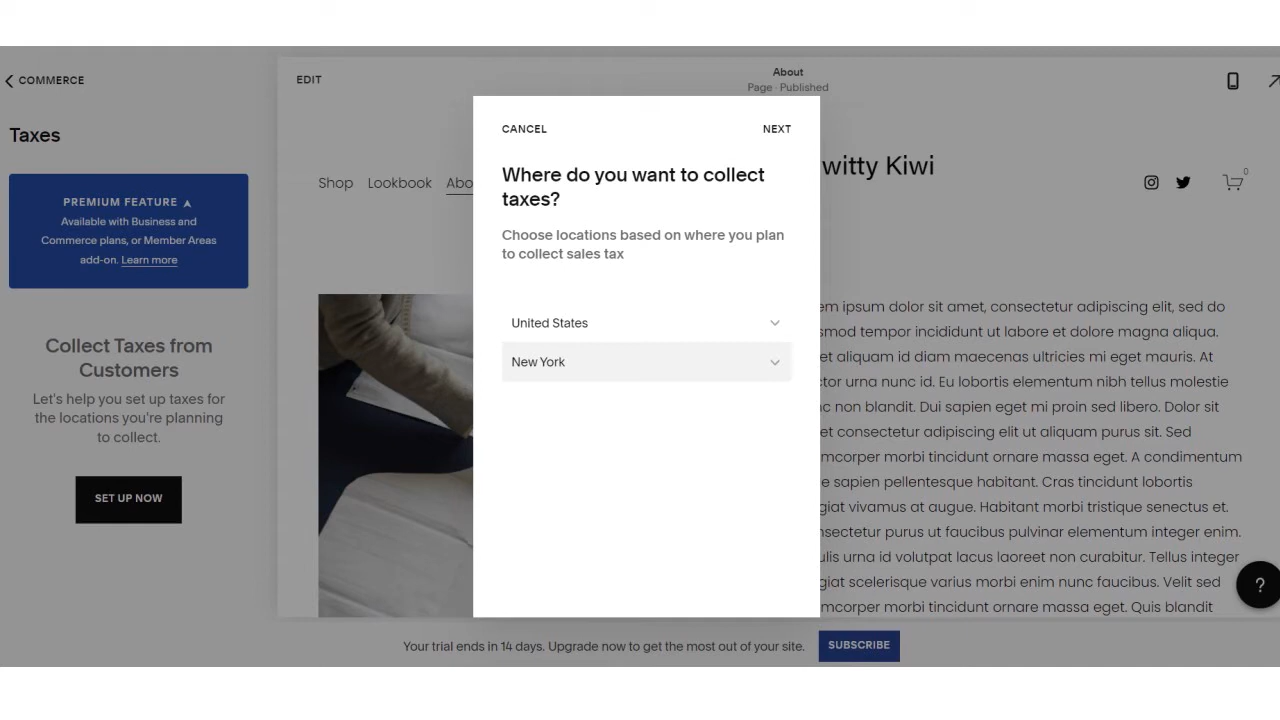 COMMERCE
Taxes
PREMIUM FEATURE
Available with Business and
Commerce plans, or Member Areas
add-on. Learn more
Collect Taxes from
Customers
Let's help you set up taxes for
the locations you're planning
to collect.
SET UP NOW
EDIT
About
Page · Published
Shop Lookbook Abo
witty Kiwi
0
CANCEL NEXT
Where do you want to collect
taxes?
Choose locations based on where you plan
to collect sales tax
United States
New York
em ipsum dolor sit amet, consectetur adipiscing elit, sed do
smod tempor incididunt ut labore et dolore magna aliqua.
et aliquam id diam maecenas ultricies mi eget mauris. At
ctor urna nunc id. Eu lobortis elementum nibh tellus molestie
nc non blandit. Dui sapien eget mi proin sed libero. Dolor sit
et consectetur adipiscing elit ut aliquam purus sit. Sed
mcorper morbi tincidunt ornare massa eget. A condimentum
e sapien pellentesque habitant. Cras tincidunt lobortis
giat vivamus at augue. Habitant morbi tristique senectus et.
nsectetur purus ut faucibus pulvinar elementum integer enim.
ulis urna id volutpat lacus laoreet non curabitur. Tellus integer
giat scelerisque varius morbi enim nunc faucibus. Velit sed
mcorper morbi tincidunt ornare massa eget. Quis blandit
?
Your trial ends in 14 days. Upgrade now to get the most out of your site. SUBSCRIBE